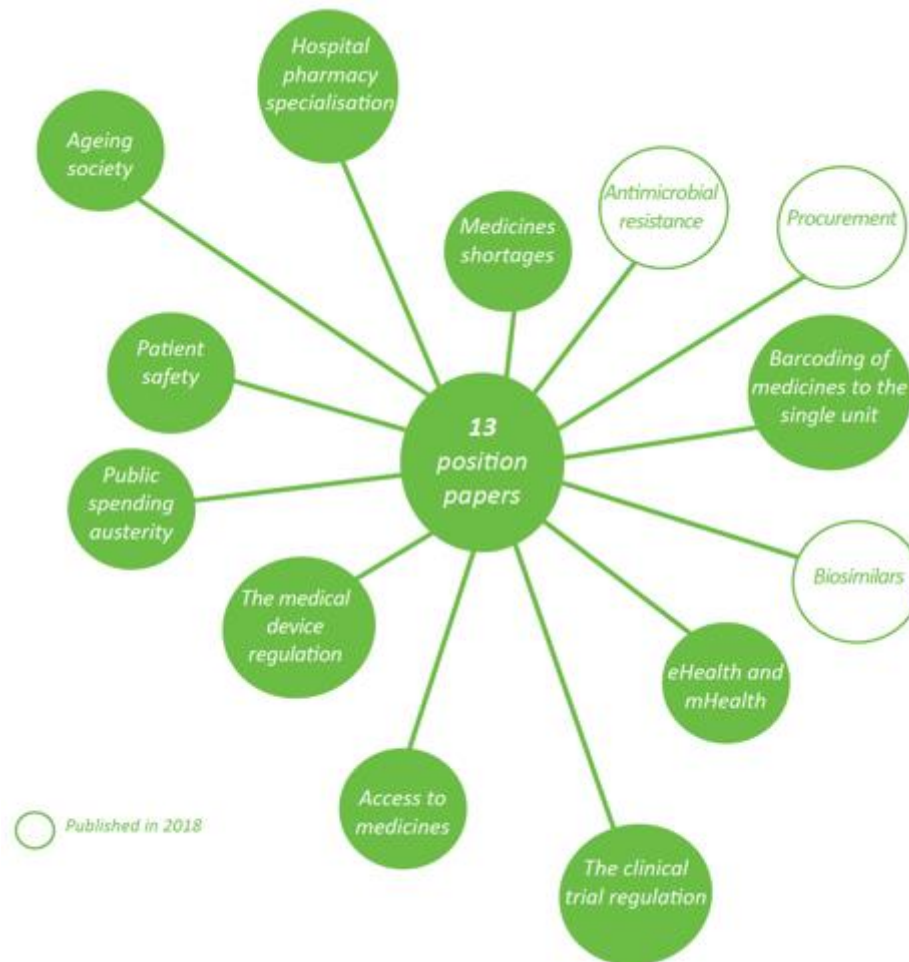 Hospital
pharmacy
specialisation
Ageing
society
Antimicrobial
resistance
Procurement
Medicines
shortages
Patient
safety
Barcoding of
medicines to the
single unit
13
position
papers
Public
spending
austerity
Biosimilars
The medical
device
regulation
eHealth and
mHealth
Access to
medicines
Published in 2018
The clinical
trial regulation